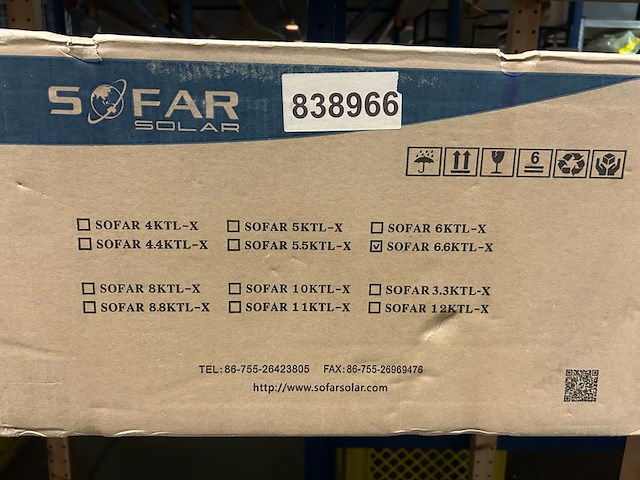 SOFAR
SOLAR
838966
6
SOFAR 4KTL-X SOFAR 5KTL-X SOFAR 6KTL-X
SOFAR 4.4KTL-X SOFAR 5.5KTL-X SOFAR 6.6KTL-X
SOFAR 8KTL-X SOFAR 10KTL-X SOFAR 3.3KTL-X
SOFAR 8.8KTL-X SOFAR 11KTL-X SOFAR 12KTL-X
TEL:86-755-26423805 FAX:86-755-26969476
http://www.sofarsolar.com